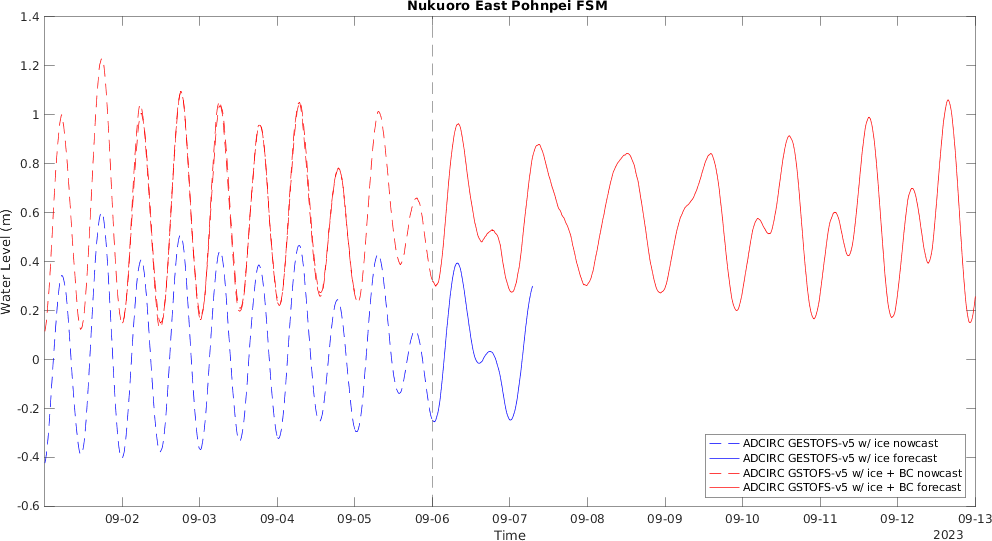 Nukuoro East Pohnpei FSM
1.4
1.2
1
0.8
0.6
0.4
0.2
0
-0.2
-0.4
-0.6
Water Level (m)
ADCIRC GESTOFS-v5 w/ ice nowcast
ADCIRC GESTOFS-v5 w/ ice forecast
ADCIRC GSTOFS-v5 w/ ice + BC nowcast
ADCIRC GSTOFS-v5 w/ ice + BC forecast
09-02 09-03 09-04 09-05 09-06 09-07 09-08 09-09 09-10 09-11 09-12 09-13
Time
2023